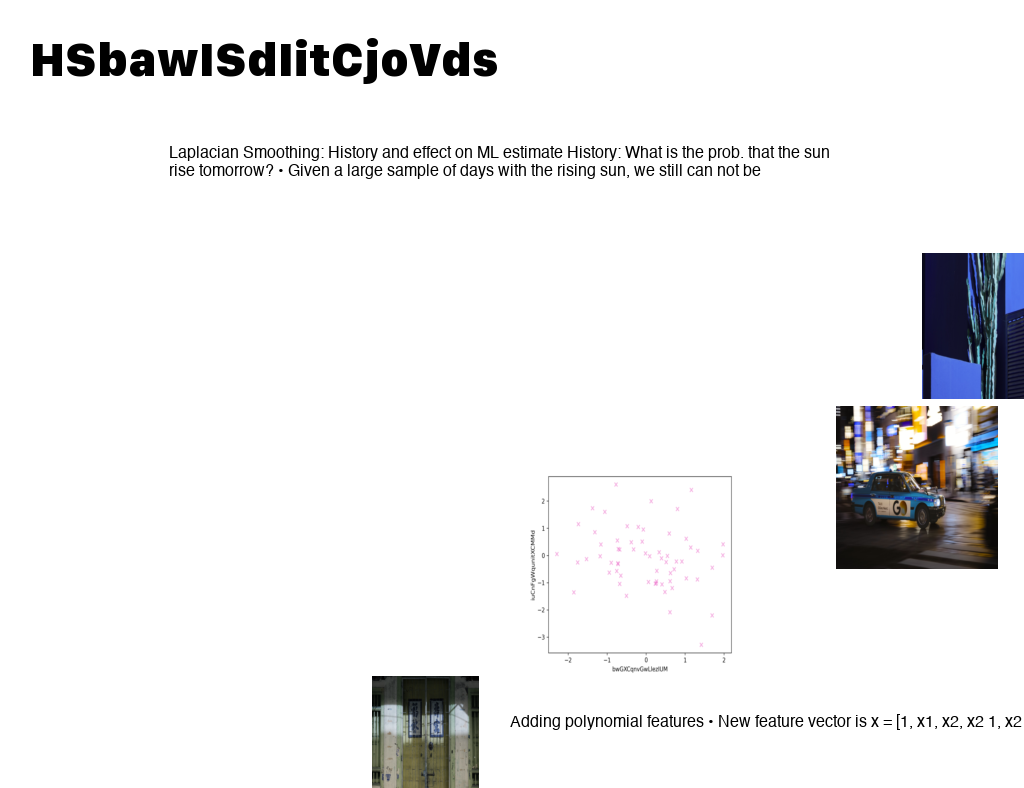 HSbawISdIitCjoVds
Laplacian Smoothing: History and effect on ML estimate History: What is the prob. that the sun
rise tomorrow? • Given a large sample of days with the rising sun, we still can not be
GO
2
1
0
−1
−2
−3
−2 −1 0 1 2
Adding polynomial features • New feature vector is x = [1, x1, x2, x2 1, x2